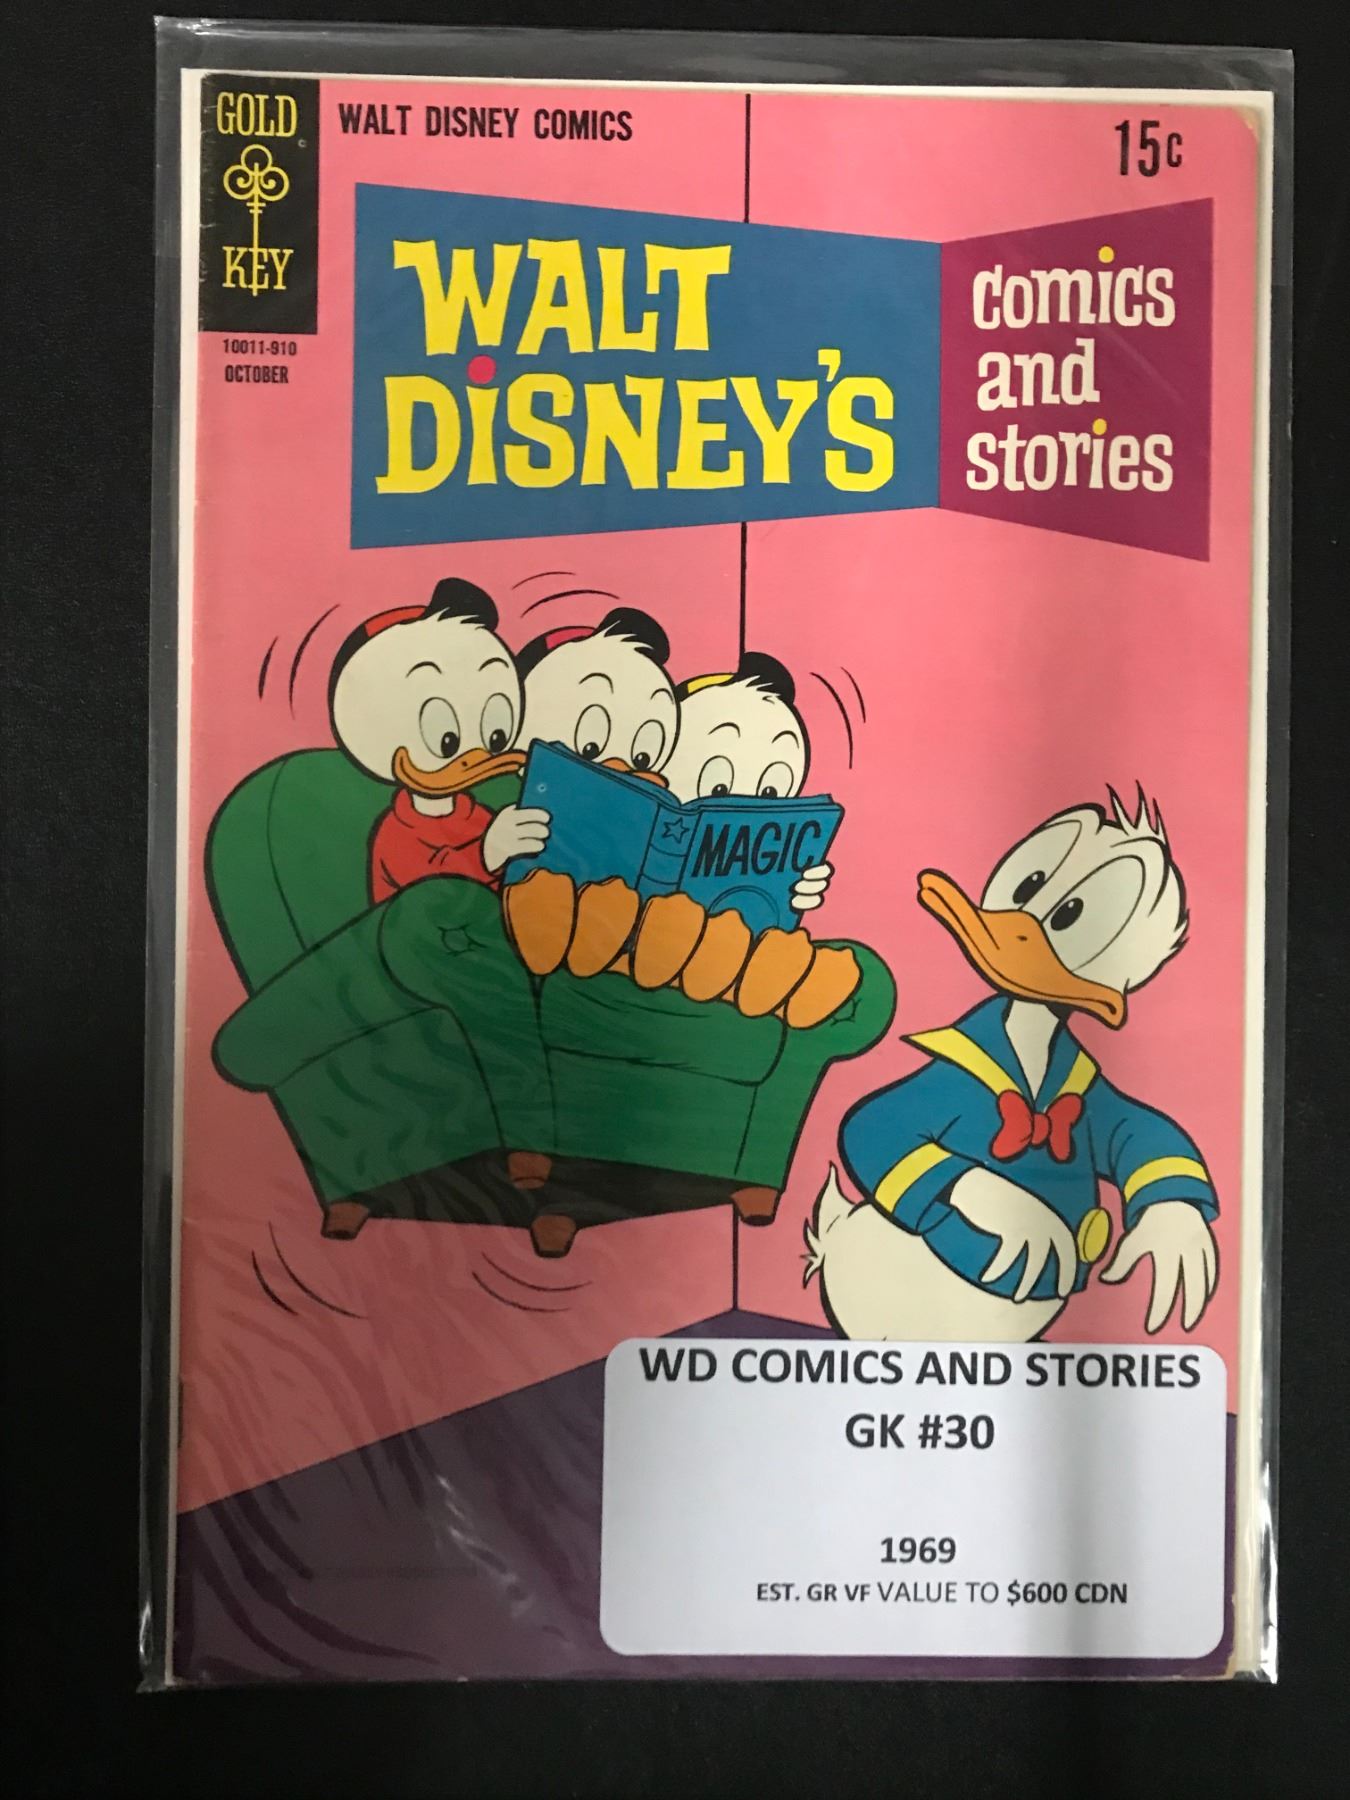 GOLD
KEY
WALT DISNEY COMICS
15c
10011-910
OCTOBER
WALT
DiSNEY'S
comics
and
stories
MAGIC
WD COMICS AND STORIES
GK #30
1969
EST. GR VF VALUE TO $600 CDN